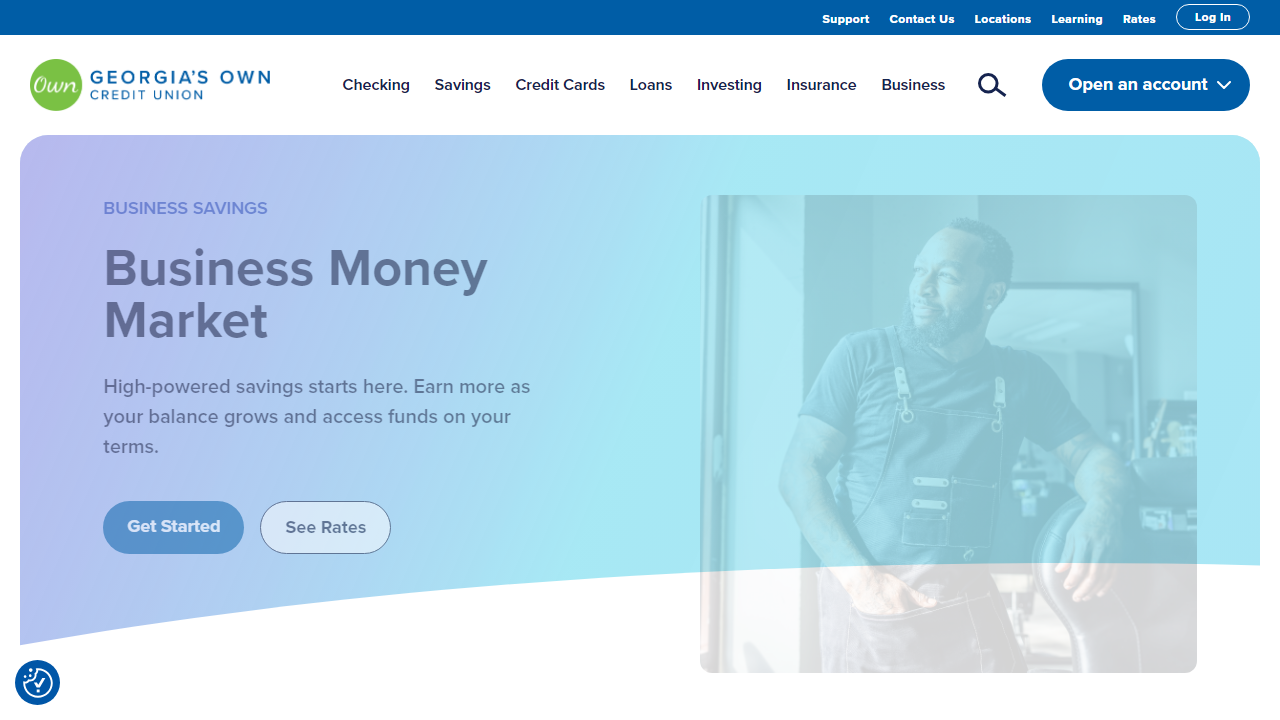 Support Contact Us Locations Learning Rates Log In
Own GEORGIA'S OWN
CREDIT UNION
Checking Savings Credit Cards Loans Investing Insurance Business Open an account
BUSINESS SAVINGS
Business Money
Market
High-powered savings starts here. Earn more as
your balance grows and access funds on your
terms.
Get Started See Rates